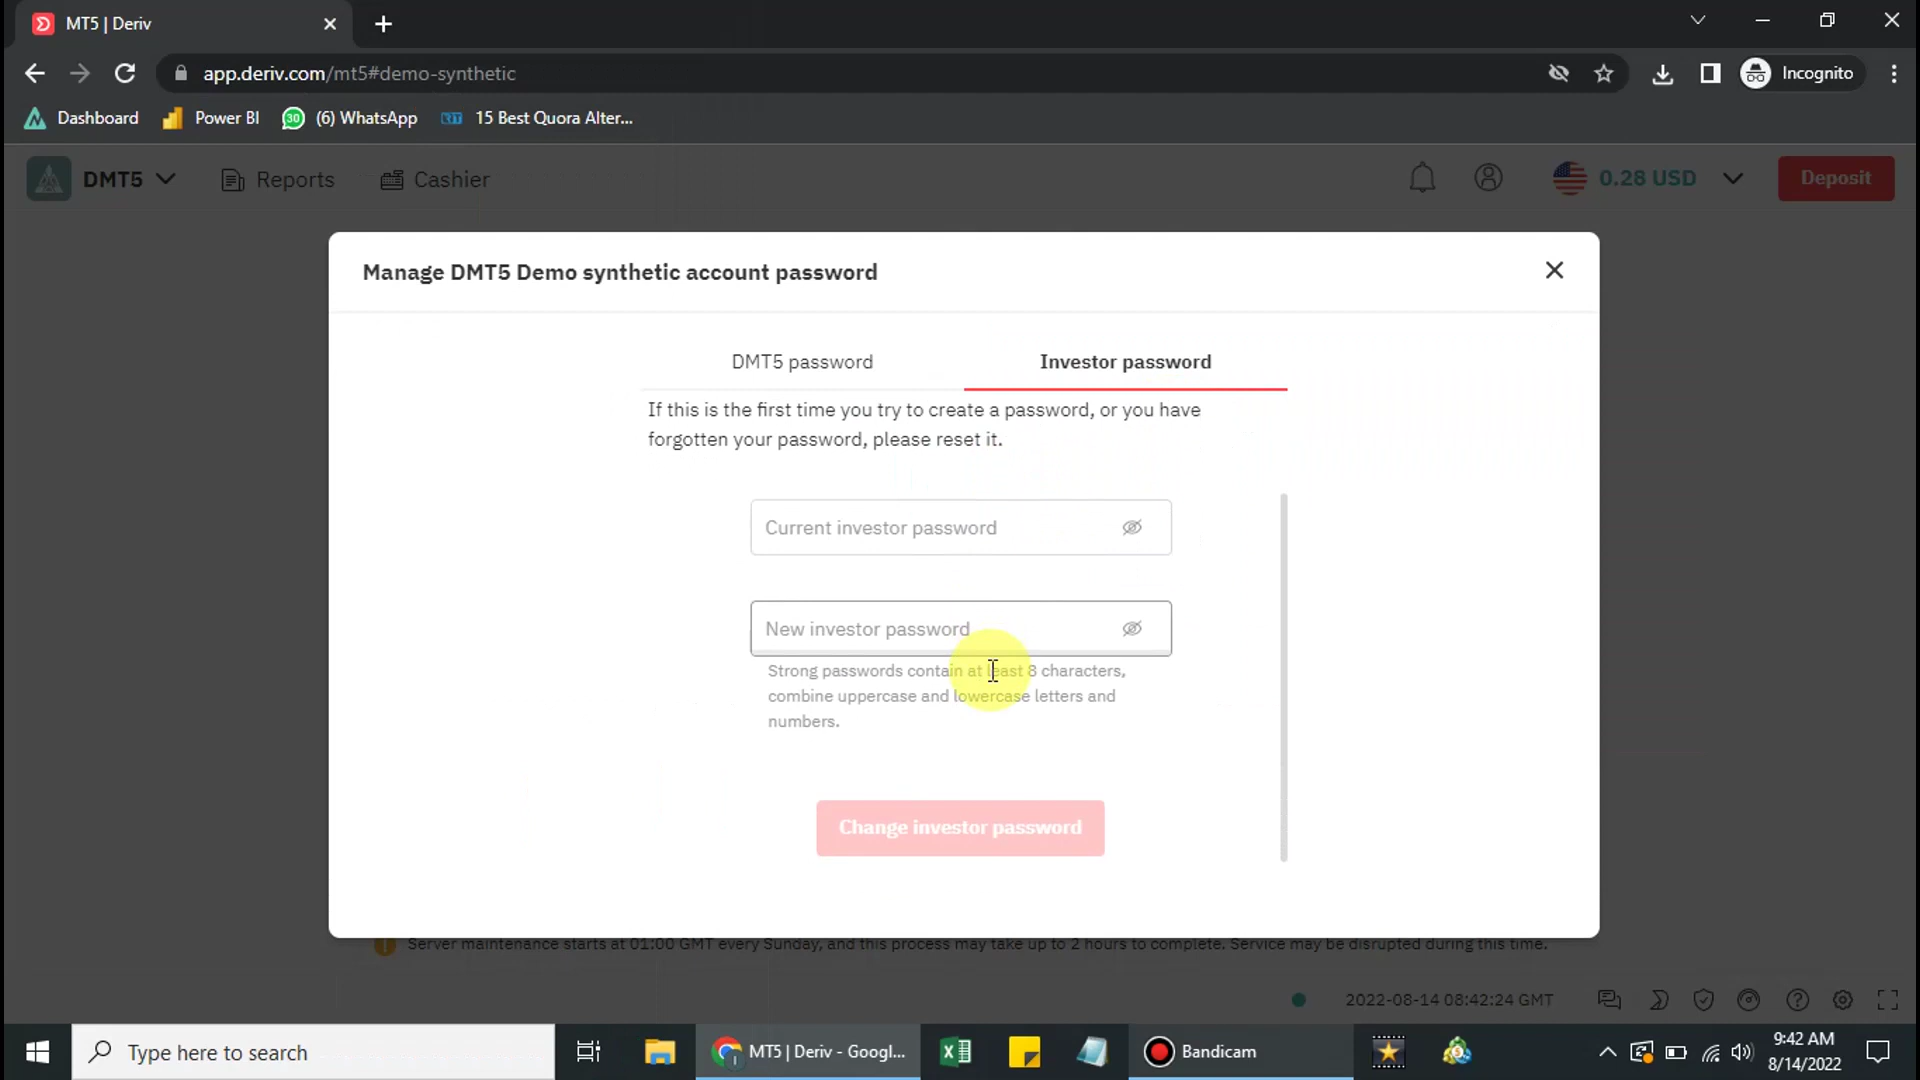 MT5 | Deriv
app.deriv.com/mt5#demo-synthetic
Incognito
Dashboard
Power BI
30
(6) WhatsApp
15 Best Quora Alter...
DMT5
Reports
Cashier
0.28 USD
Deposit
Manage DMT5 Demo synthetic account password
DMT5 password
Investor password
If this is the first time you try to create a password, or you have
forgotten your password, please reset it.
Current investor password
New investor password
Strong passwords contain at least 8 characters,
combine uppercase and lowercase letters and
numbers.
Change investor password
Server maintenance starts at 01:00 GMT every Sunday, and this process may take up to 2 hours to complete. Service may be disrupted during this time.
2022-08-14 08:42:24 GMT
Type here to search
MT5 | Deriv - Googl...
Bandicam
9:42 AM
8/14/2022